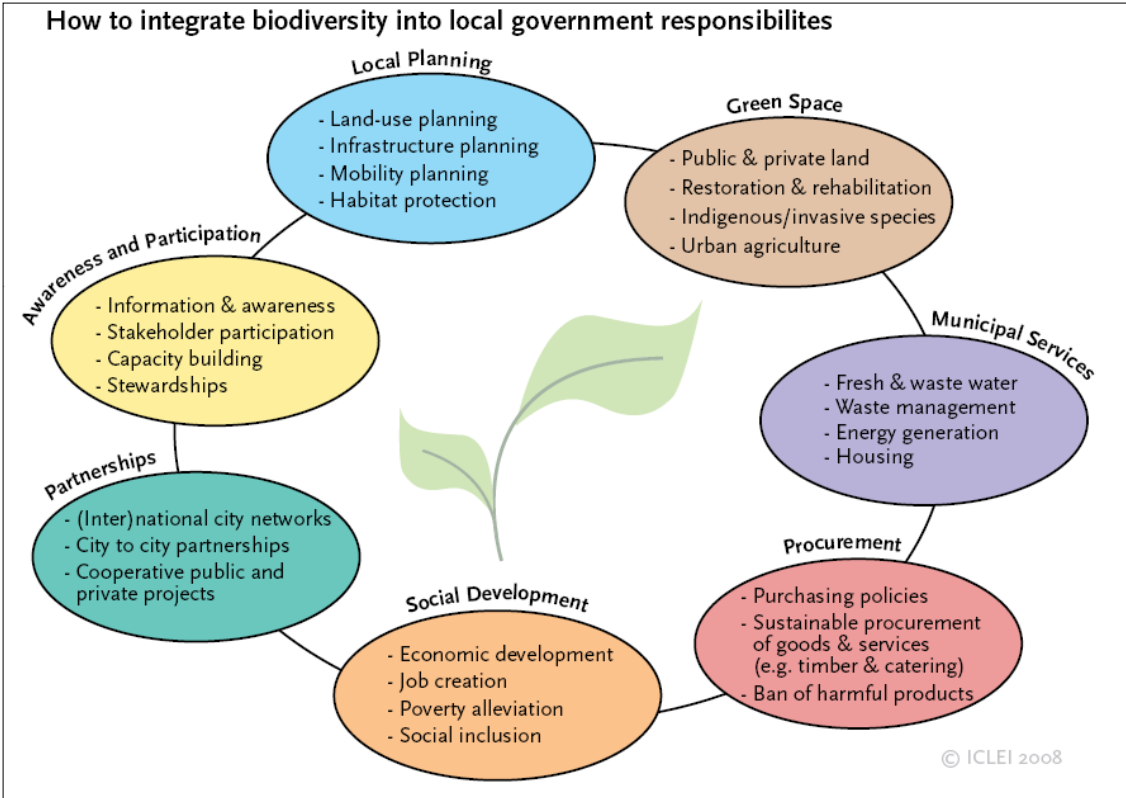 How to integrate biodiversity into local government responsibilites
Local Planning
- Land-use planning
- Infrastructure planning
- Mobility planning
- Habitat protection
Green Space
- Public & private land
- Restoration & rehabilitation
- Indigenous/invasive species
- Urban agriculture
Municipal Services
- Fresh & waste water
- Waste management
- Energy generation
- Housing
Procurement
- Purchasing policies
- Sustainable procurement
of goods & services
(e.g. timber & catering)
- Ban of harmful products
Social Development
- Economic development
- Job creation
- Poverty alleviation
- Social inclusion
Partnerships
- (Inter)national city networks
- City to city partnerships
- Cooperative public and
private projects
Awareness and Participation
- Information & awareness
- Stakeholder participation
- Capacity building
- Stewardships
© ICLEI 2008